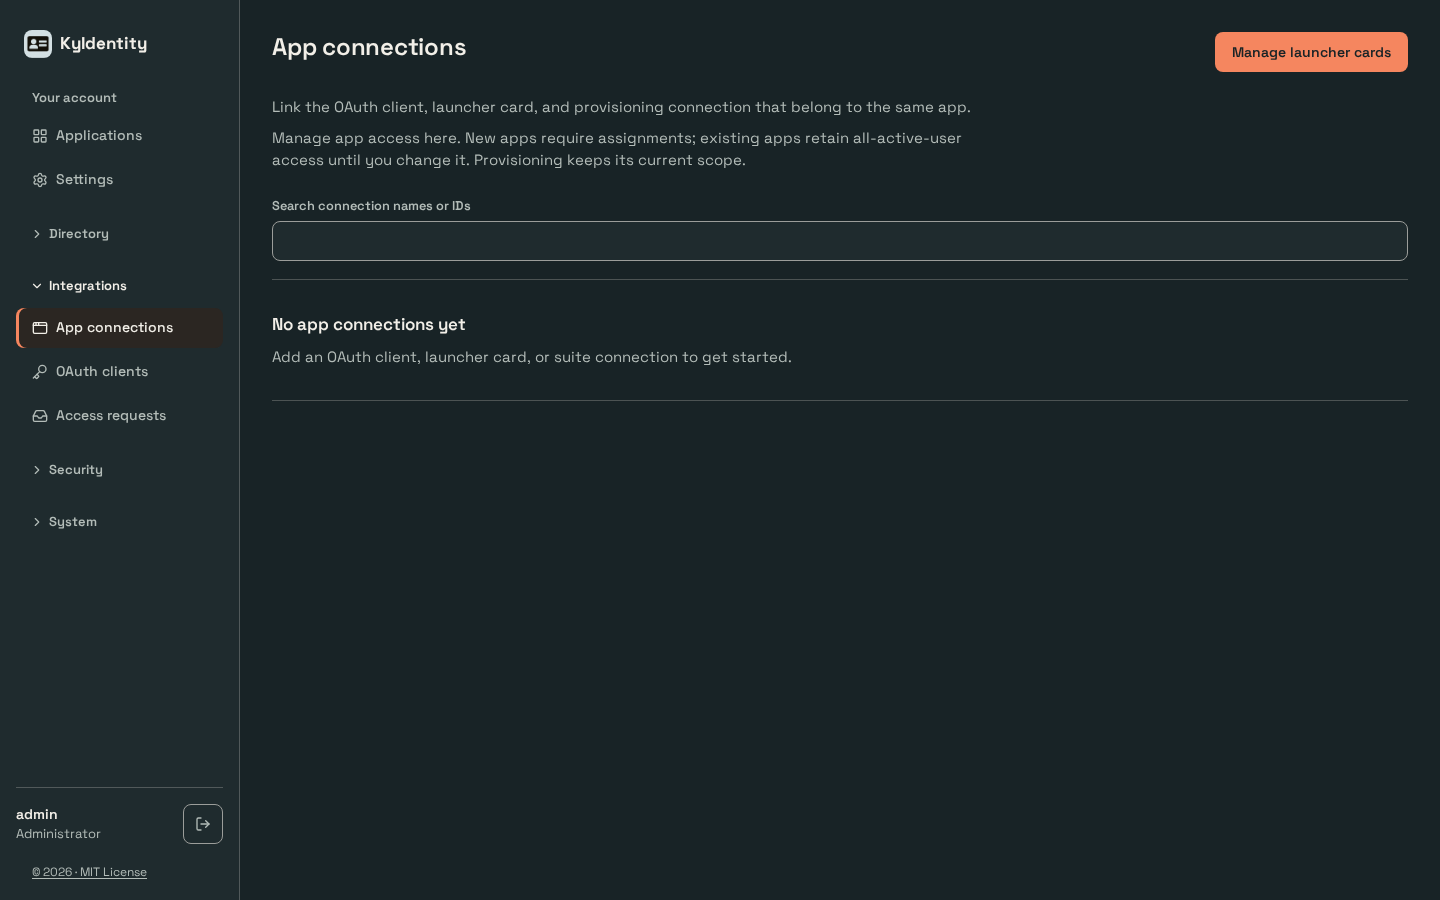 KyIdentity
Your account
Applications
Settings
Directory
Integrations
App connections
OAuth clients
Access requests
Security
System
admin
Administrator
© 2026 · MIT License
App connections
Manage launcher cards
Link the OAuth client, launcher card, and provisioning connection that belong to the same app.
Manage app access here. New apps require assignments; existing apps retain all-active-user
access until you change it. Provisioning keeps its current scope.
Search connection names or IDs
No app connections yet
Add an OAuth client, launcher card, or suite connection to get started.